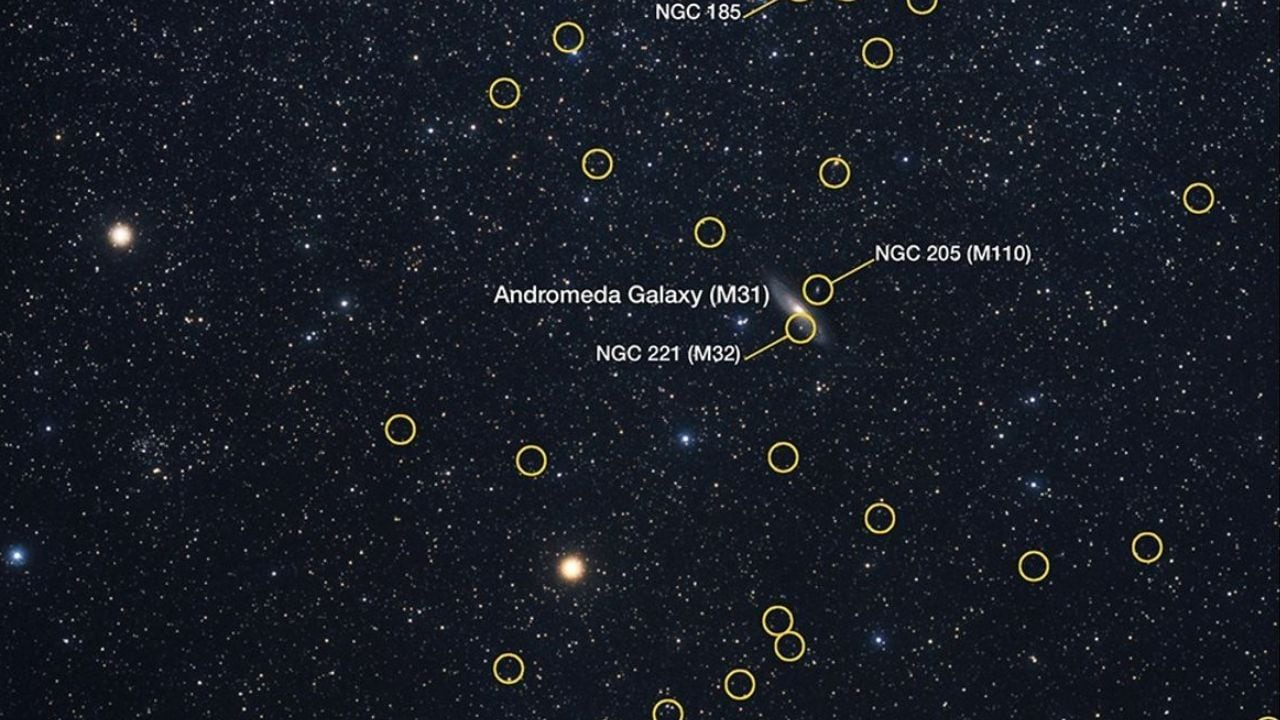 NGC 185
NGC 205 (M110)
Andromeda Galaxy (M31)
NGC 221 (M32)